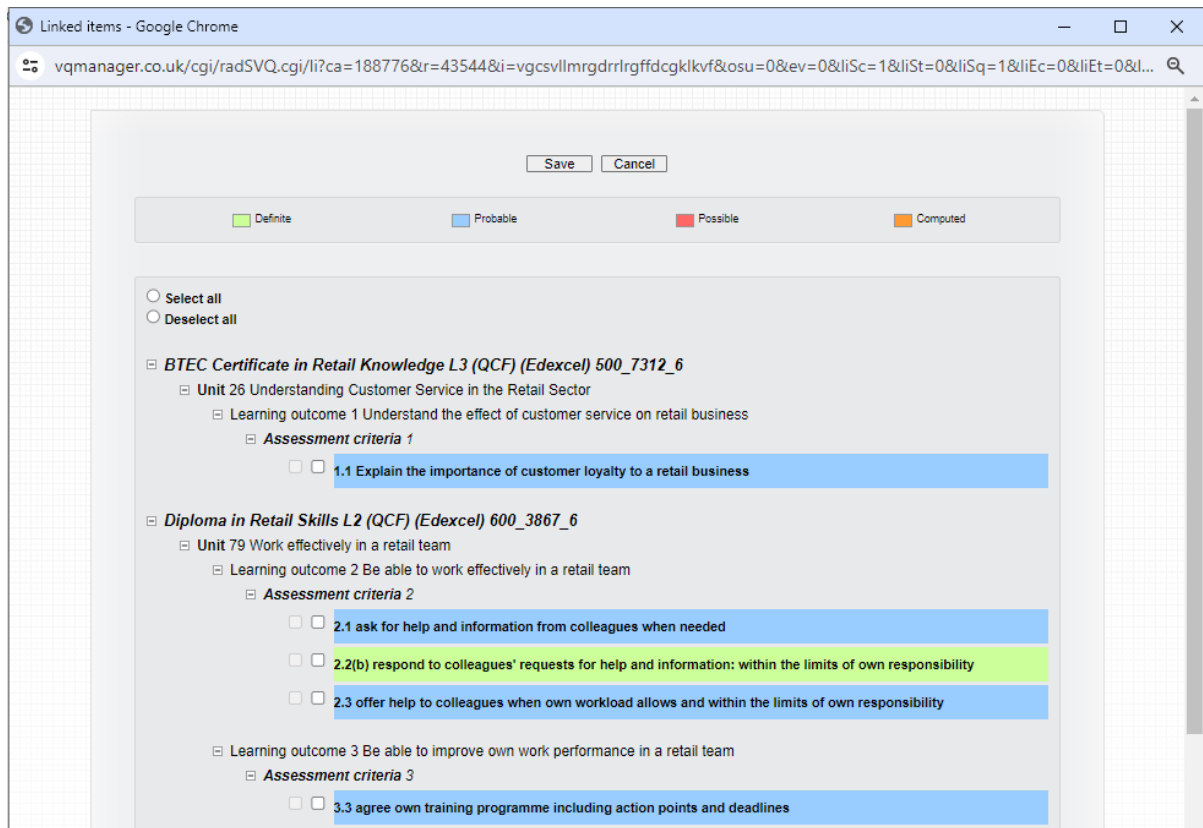 Linked items - Google Chrome
vqmanager.co.uk/cgi/radSVQ.cgi/li?ca=188776&r=43544&i=vgcsvllmrgdrrlrgffdcgklkvf&osu=0&ev=0&liSc=1&liSt=0&liSq=1&liEc=0&liEt=0&l...
Save Cancel
Definite Probable Possible Computed
Select all
Deselect all
BTEC Certificate in Retail Knowledge L3 (QCF) (Edexcel) 500_7312_6
Unit 26 Understanding Customer Service in the Retail Sector
Learning outcome 1 Understand the effect of customer service on retail business
Assessment criteria 1
1.1 Explain the importance of customer loyalty to a retail business
Diploma in Retail Skills L2 (QCF) (Edexcel) 600_3867_6
Unit 79 Work effectively in a retail team
Learning outcome 2 Be able to work effectively in a retail team
Assessment criteria 2
2.1 ask for help and information from colleagues when needed
2.2(b) respond to colleagues' requests for help and information: within the limits of own responsibility
2.3 offer help to colleagues when own workload allows and within the limits of own responsibility
Learning outcome 3 Be able to improve own work performance in a retail team
Assessment criteria 3
3.3 agree own training programme including action points and deadlines